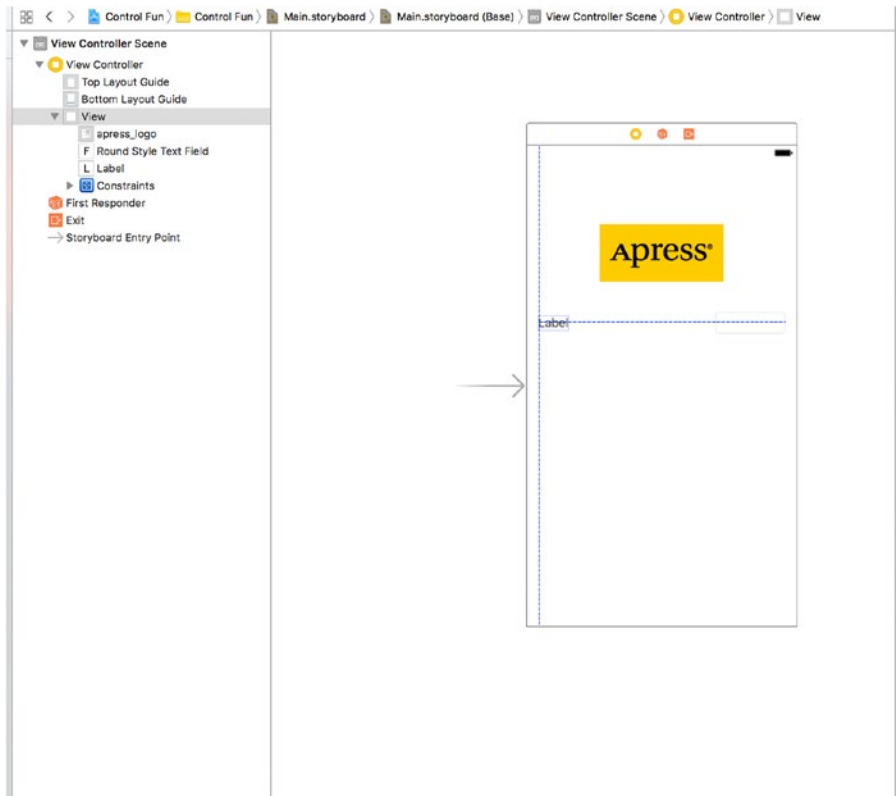 Control Fun Control Fun Main.storyboard Main.storyboard (Base) View Controller Scene View Controller View
View Controller Scene
View Controller
Top Layout Guide
Bottom Layout Guide
View
apress_logo
F Round Style Text Field
L Label
Constraints
First Responder
Exit
Storyboard Entry Point
Apress®
Label